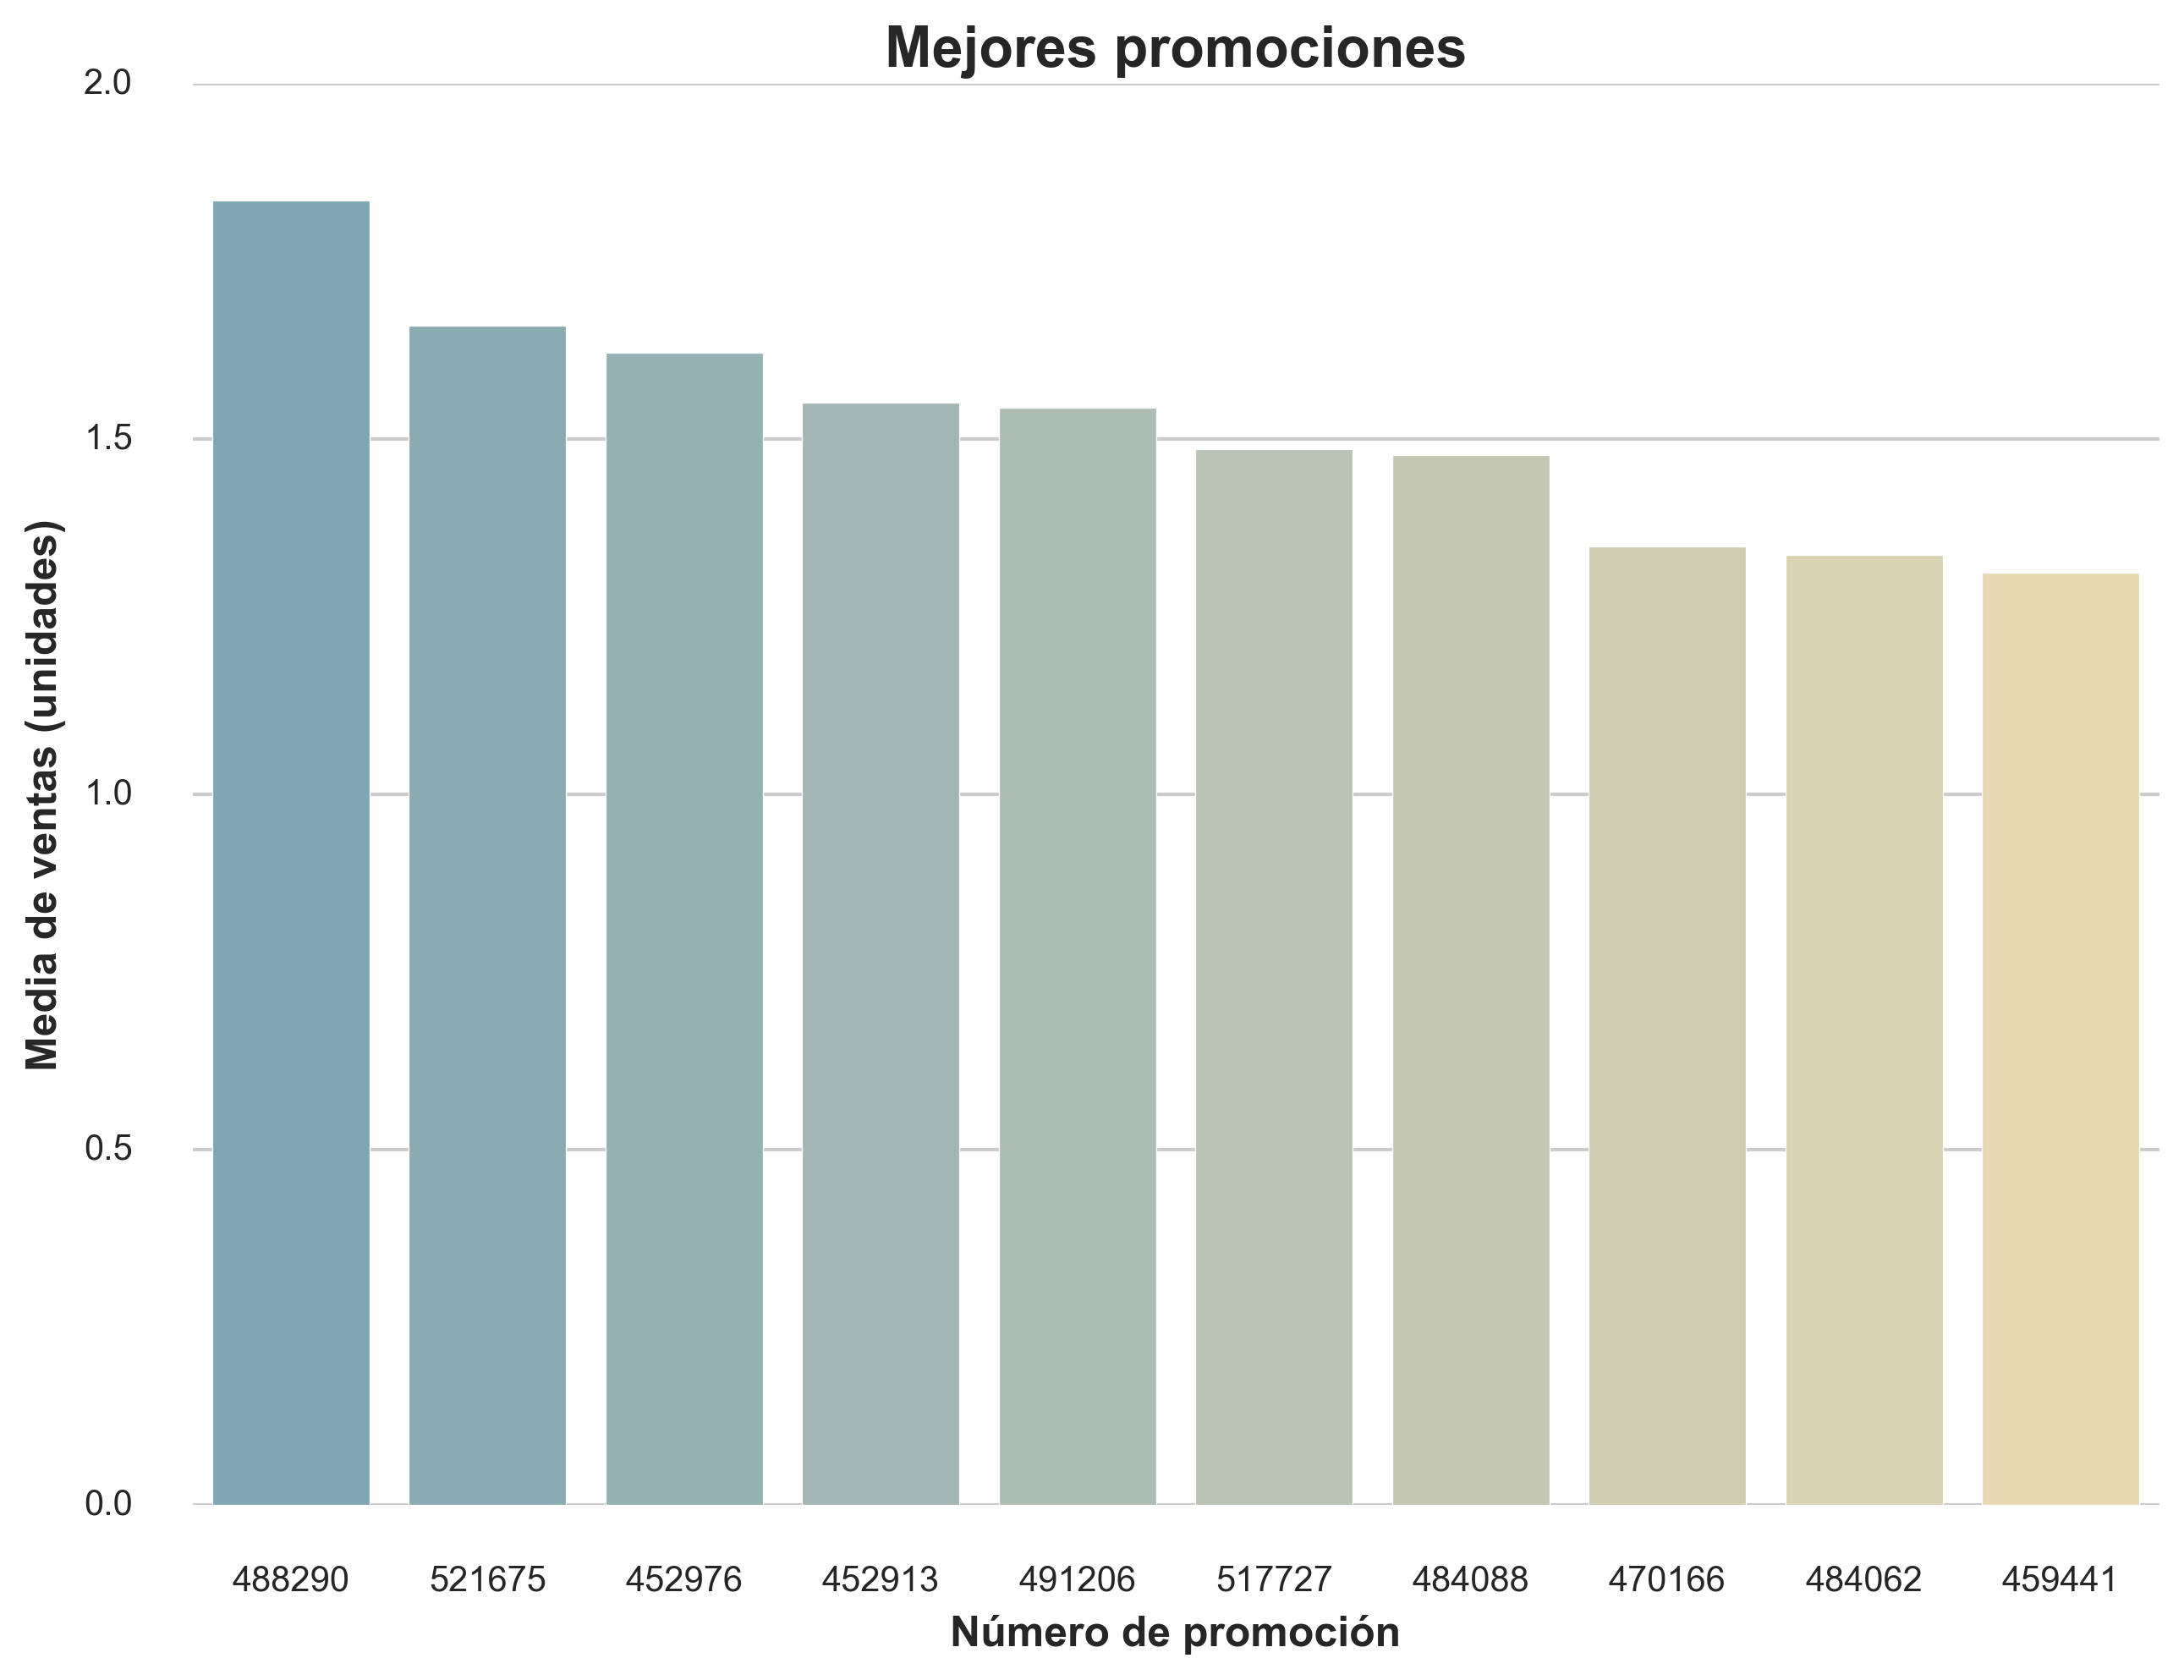 Mejores promociones
2.0
1.5
1.0
0.5
0.0
Media de ventas (unidades)
488290 521675 452976 452913 491206 517727 484088 470166 484062 459441
Número de promoción